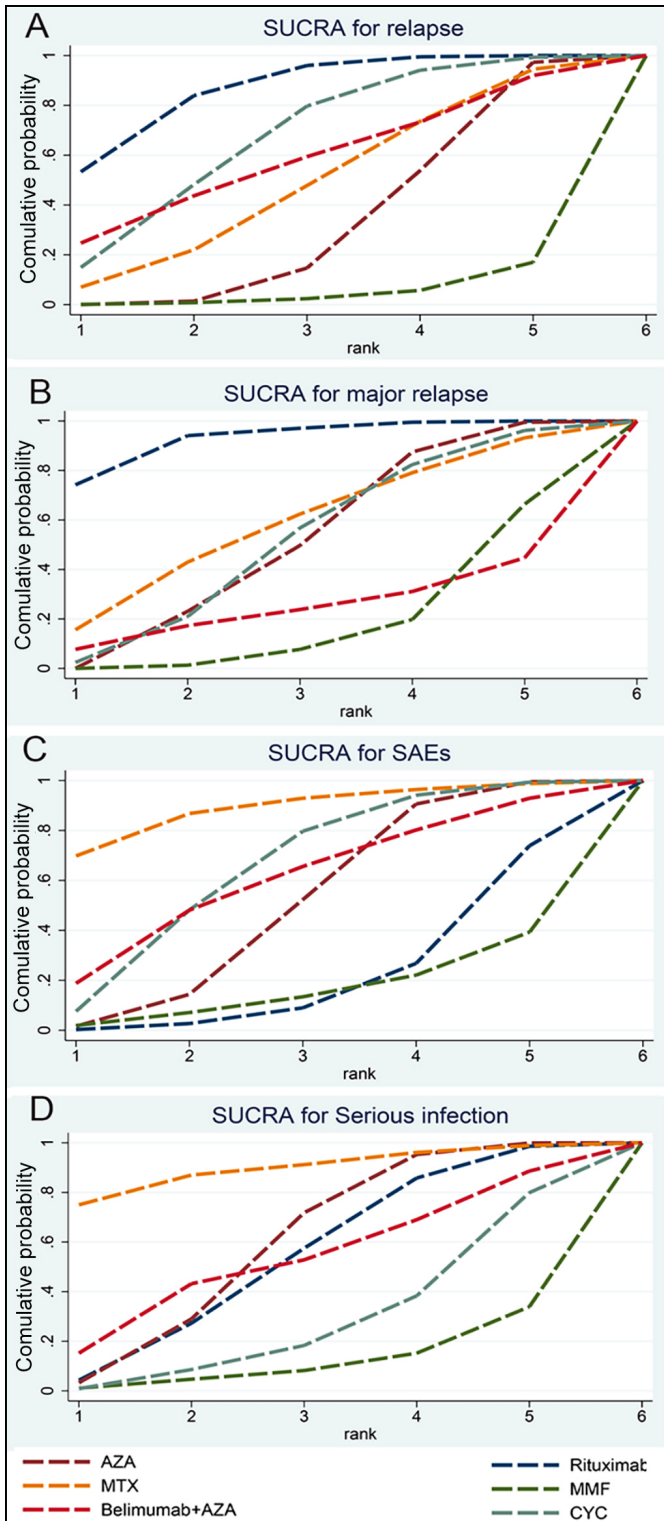 A
SUCRA for relapse
Comulative probability
1
.8
.6
.4
.2
0
1 2 3 4 5 6
rank
B
SUCRA for major relapse
Comulative probability
1
.8
.6
.4
.2
0
1 2 3 4 5 6
rank
C
SUCRA for SAEs
Comulative probability
1
.8
.6
.4
.2
0
1 2 3 4 5 6
rank
D
SUCRA for Serious infection
Comulative probability
1
.8
.6
.4
.2
0
1 2 3 4 5 6
rank
AZA
MTX
Belimumab+AZA
Rituximab
MMF
CYC